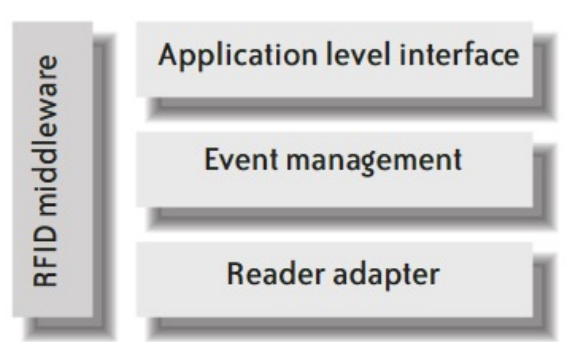 RFID middleware
Application level interface
Event management
Reader adapter